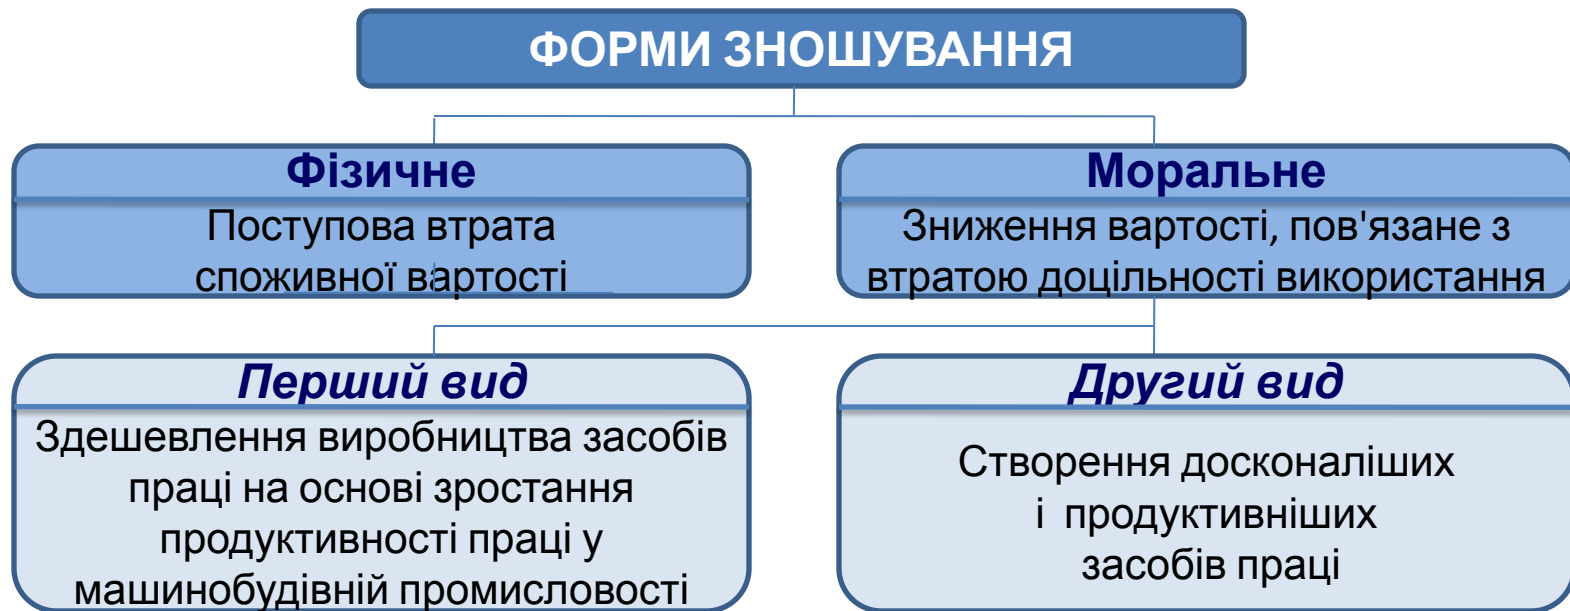 ФОРМИ ЗНОШУВАННЯ
Фізичне
Поступова втрата
споживної вартості
Моральне
Зниження вартості, пов'язане з
втратою доцільності використання
Перший вид
Здешевлення виробництва засобів
праці на основі зростання
продуктивності праці у
машинобудівній промисловості
Другий вид
Створення досконаліших
і продуктивніших
засобів праці